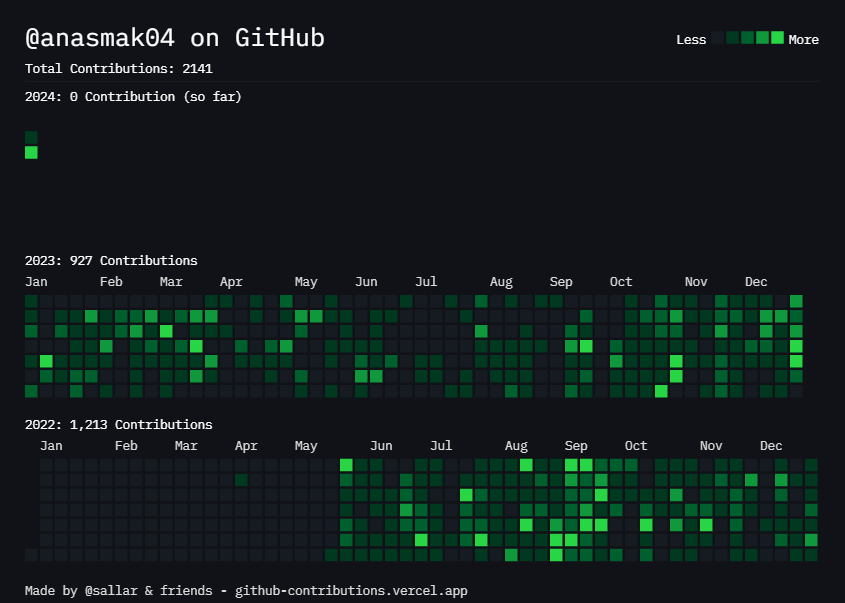 @anasmak04 on GitHub
Less More
Total Contributions: 2141
2024: 0 Contribution (so far)
2023: 927 Contributions
Jan Feb Mar Apr May Jun Jul Aug Sep Oct Nov Dec
2022: 1,213 Contributions
Jan Feb Mar Apr May Jun Jul Aug Sep Oct Nov Dec
Made by @sallar & friends - github-contributions.vercel.app